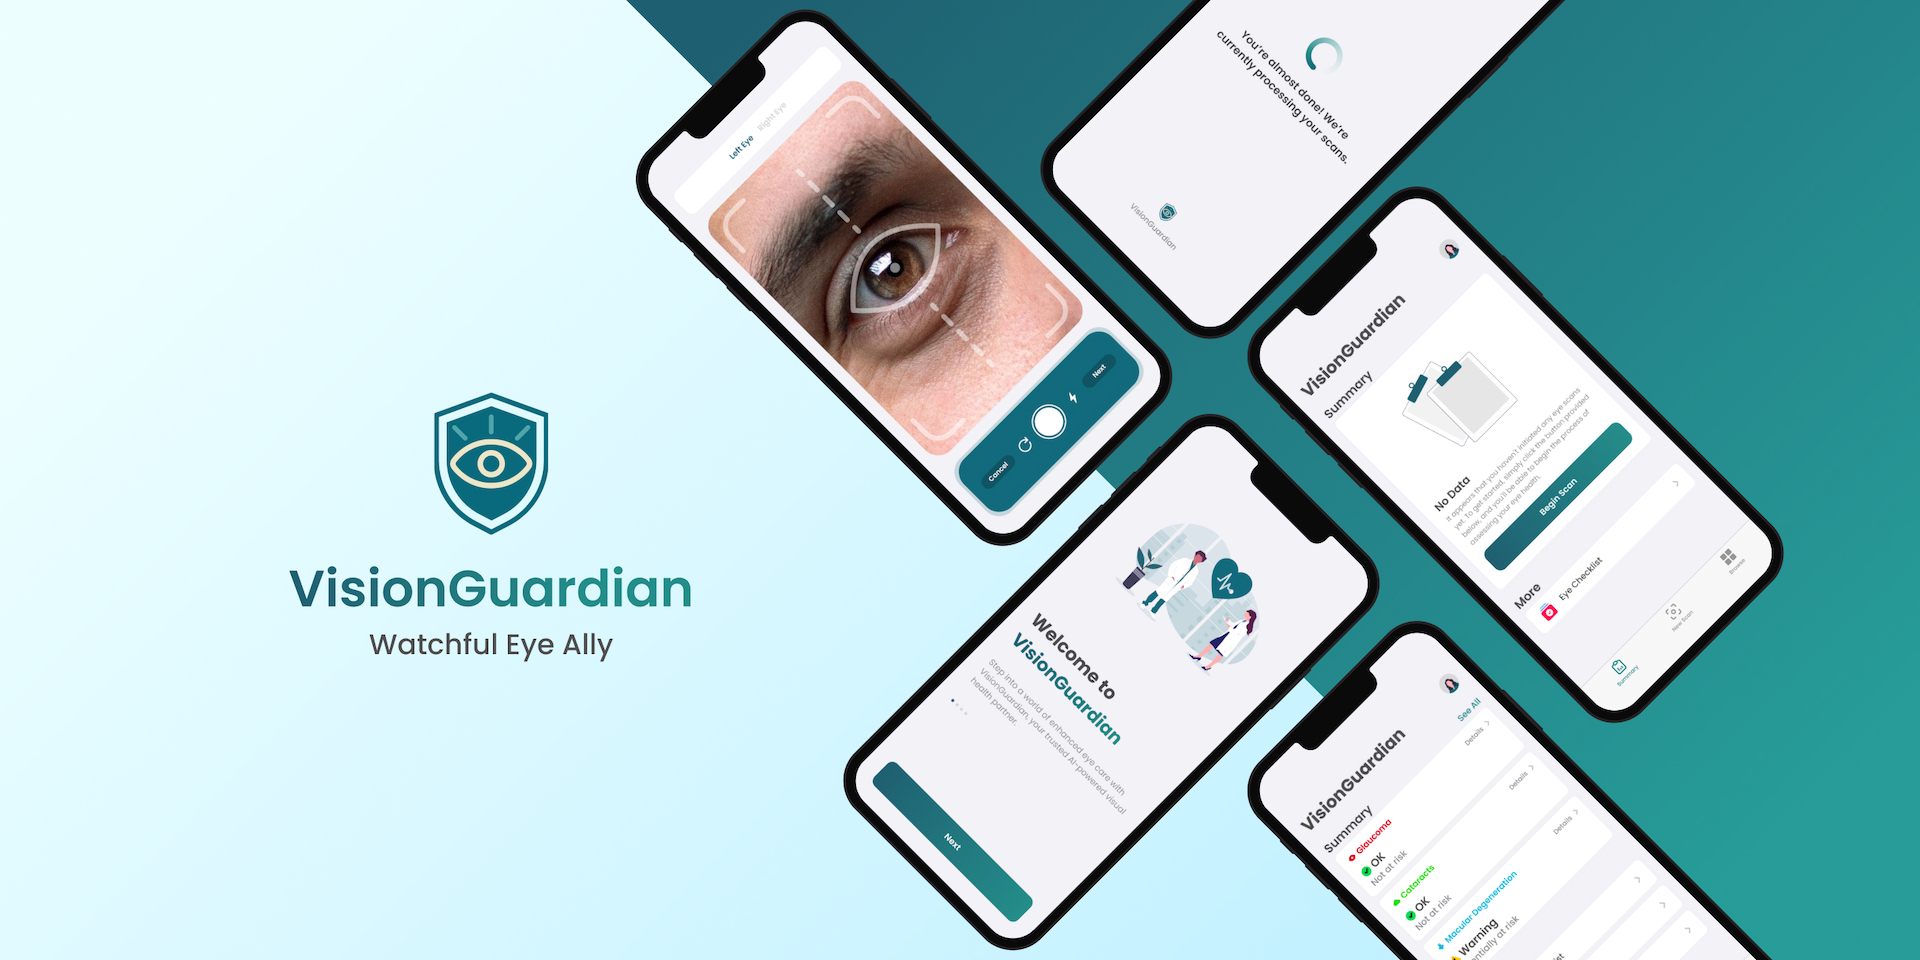 VisionGuardian
Watchful Eye Ally
Left Eye
Right Eye
Cancel
Next
You're almost done! We're
currently processing your scans.
VisionGuardian
Welcome to
VisionGuardian
Step into a world of enhanced eye care with
VisionGuardian, your trusted AI-powered visual
health partner.
Next
VisionGuardian
Summary
No Data
It appears that you haven't initiated any eye scans
yet. To get started, simply click the button provided
below, and you'll be able to begin the process of
assessing your eye health.
Begin Scan
More
Eye Checklist
Summary
New Scan
Browse
VisionGuardian
Summary
See All
Glaucoma
Details
OK
Not at risk
Cataracts
Details
OK
Not at risk
Macular Degeneration
Details
Warning
at risk